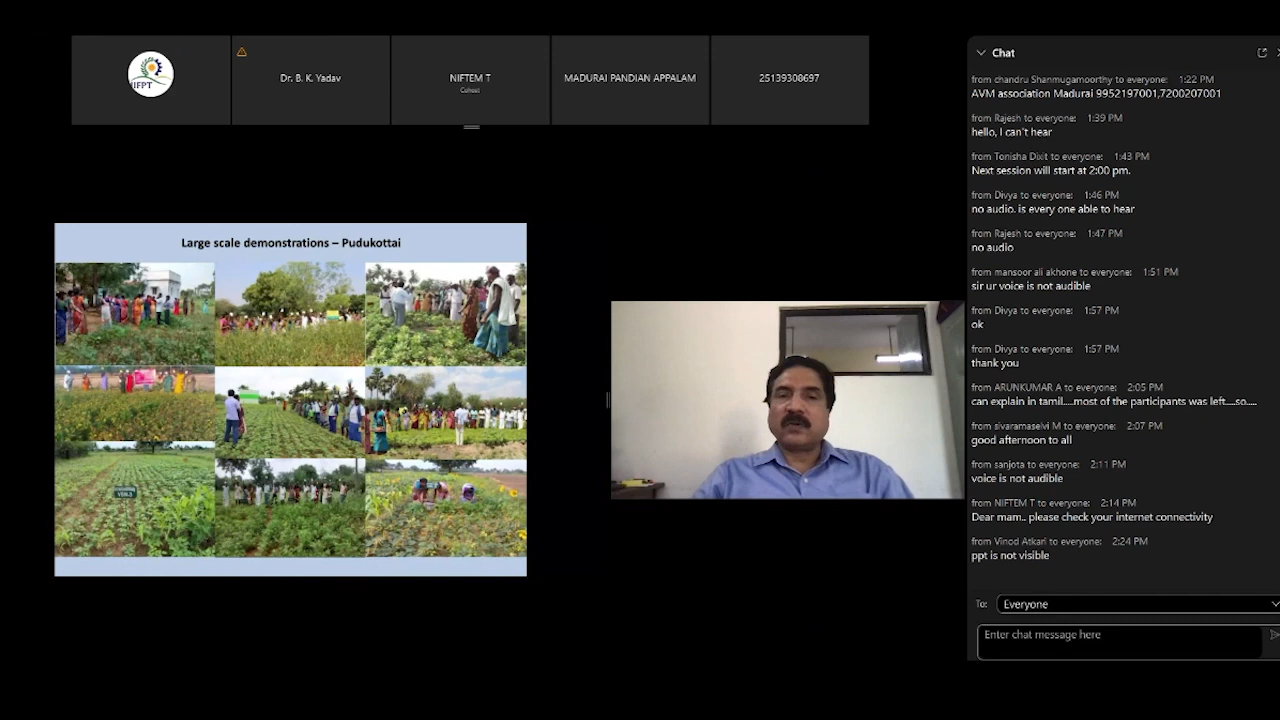 IIFPT
Dr. B. K. Yadav
NIFTEM T
Cohost
MADURAI PANDIAN APPALAM
25139308697
Large scale demonstrations – Pudukottai
Chat
from chandru Shanmugamoorthy to everyone: 1:22 PM
AVM association Madurai 9952197001,7200207001
from Rajesh to everyone: 1:39 PM
hello, I can't hear
from Tonisha Dixit to everyone: 1:43 PM
Next session will start at 2:00 pm.
from Divya to everyone: 1:46 PM
no audio. is every one able to hear
from Rajesh to everyone: 1:47 PM
no audio
from mansoor ali akhone to everyone: 1:51 PM
sir ur voice is not audible
from Divya to everyone: 1:57 PM
ok
from Divya to everyone: 1:57 PM
thank you
from ARUNKUMAR A to everyone: 2:05 PM
can explain in tamil.....most of the participants was left....so.....
from sivaramaselvi M to everyone: 2:07 PM
good afternoon to all
from sanjota to everyone: 2:11 PM
voice is not audible
from NIFTEM T to everyone: 2:14 PM
Dear mam.. please check your internet connectivity
from Vinod Atkari to everyone: 2:24 PM
ppt is not visible
To: Everyone
Enter chat message here